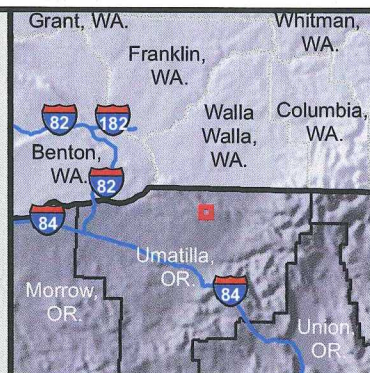 Grant, WA.
Whitman,
WA.
Franklin,
WA.
82
182
Walla
Walla,
WA.
Columbia,
WA.
Benton,
WA.
82
84
Umatilla,
OR.
Morrow,
OR.
84
Union,
OR